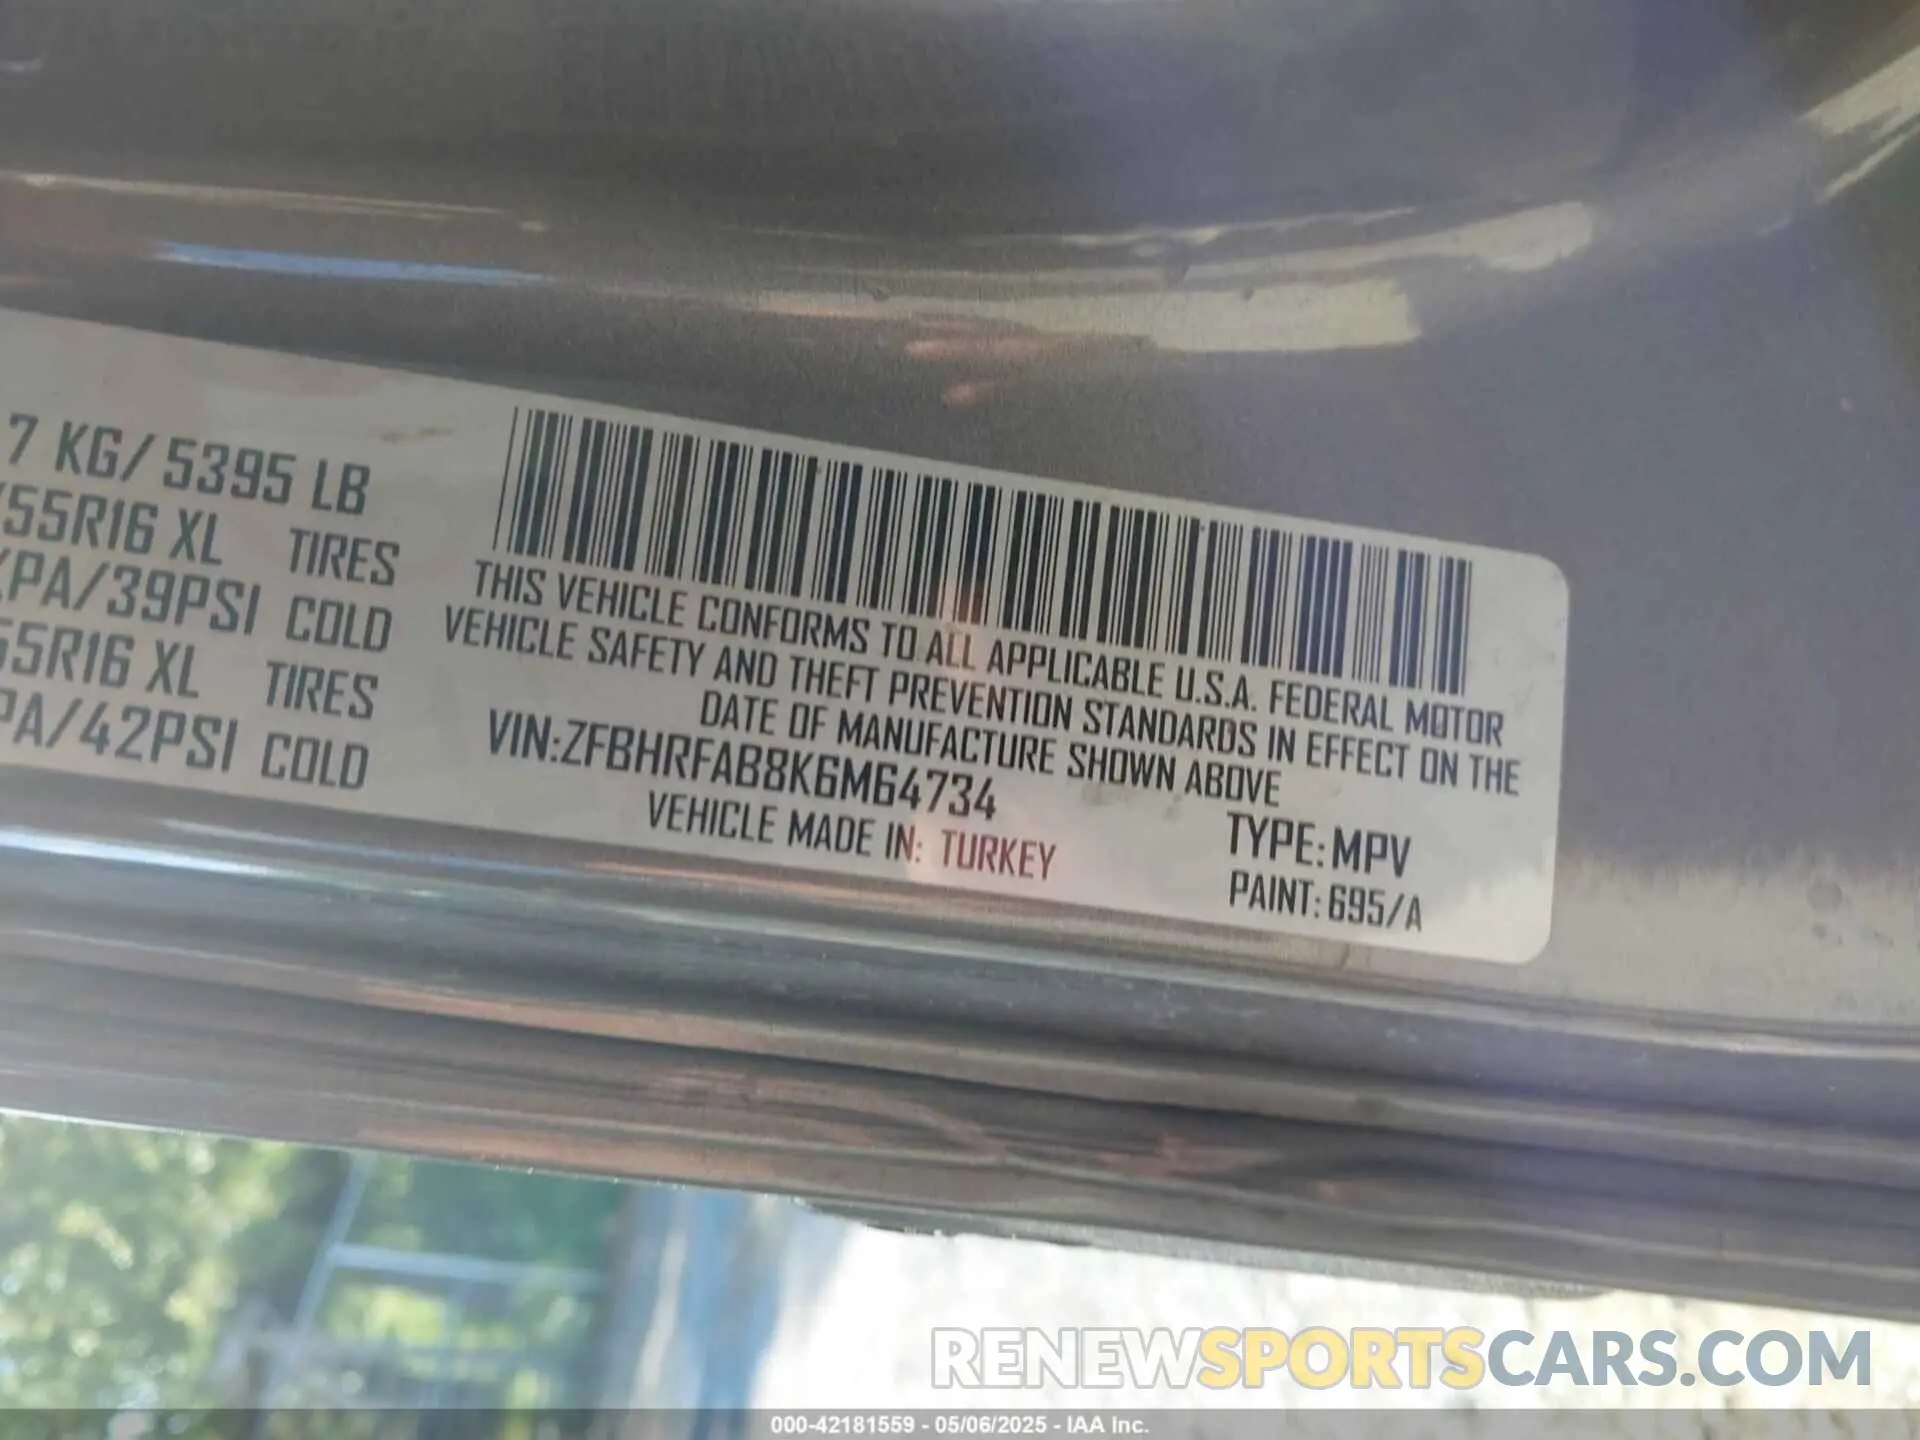 7 KG/ 5395 LB
/55R16 XL TIRES
KPA/39PSI COLD
55R16 XL TIRES
PA/42PSI COLD
THIS VEHICLE CONFORMS TO ALL APPLICABLE U.S.A. FEDERAL MOTOR
VEHICLE SAFETY AND THEFT PREVENTION STANDARDS IN EFFECT ON THE
DATE OF MANUFACTURE SHOWN ABOVE
VIN:ZFBHRFAB8K6M64734
TYPE: MPV
VEHICLE MADE IN: TURKEY
PAINT: 695/A
RENEWSPORTSCARS.COM
000-42181559 - 05/06/2025 - IAA Inc.